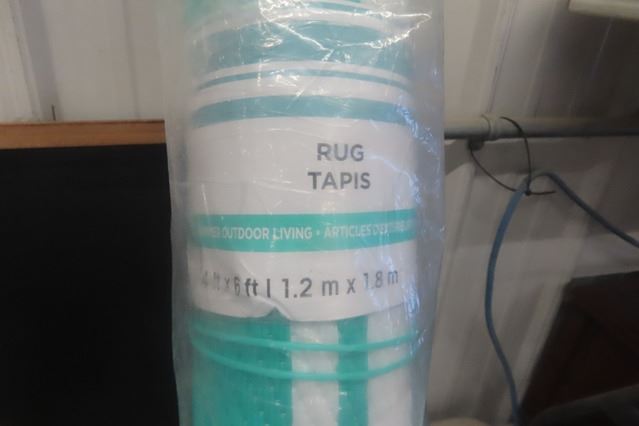 RUG
TAPIS
OUTDOOR LIVING • ARTICLES
4 ft x 6 ft | 1.2 m x 1.8 m